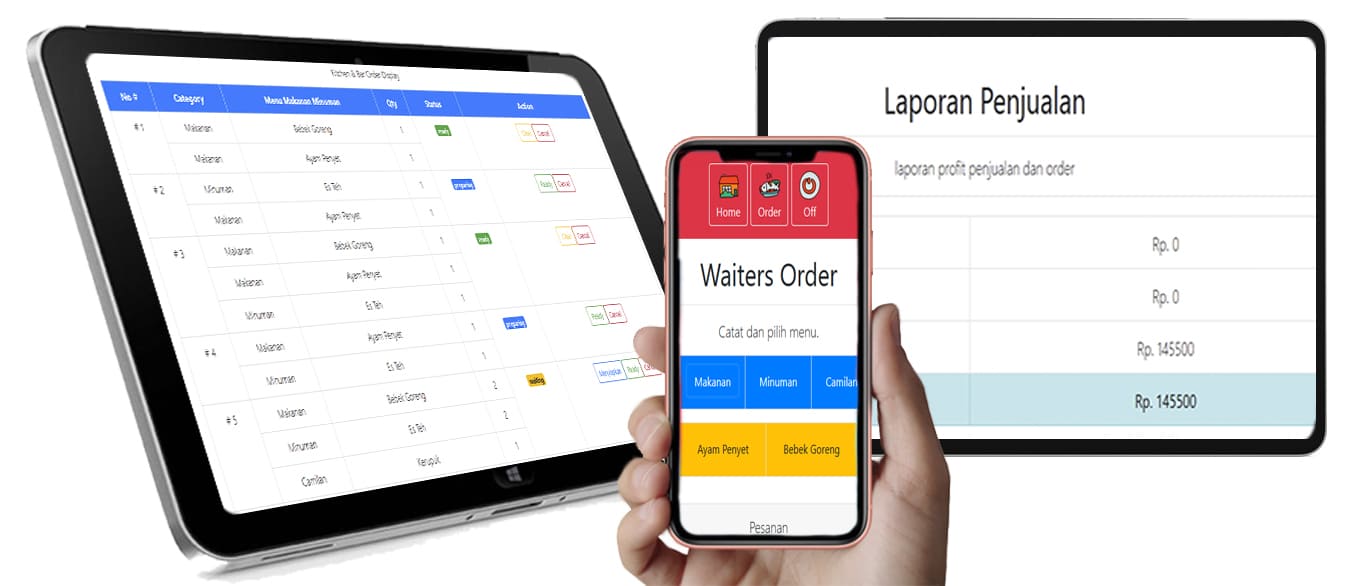 Kitchen & Bar Order Display
No # Category Menu Makanan Minuman Qty Status Action
# 1 Makanan Bebek Goreng 1 ready Clear Cancel
Makanan Ayam Penyet 1
# 2 Minuman Es Teh 1 preparing Ready Cancel
Makanan Ayam Penyet 1
# 3 Makanan Bebek Goreng 1 ready Clear Cancel
Makanan Ayam Penyet 1
Minuman Es Teh 1
# 4 Makanan Ayam Penyet 1 preparing Ready Cancel
Minuman Es Teh 1
# 5 Makanan Bebek Goreng 2 waiting Menyiapkan Ready
Minuman Es Teh 2
Camilan Kerupuk 1
Home Order Off
Waiters Order
Catat dan pilih menu.
Makanan Minuman Camilan
Ayam Penyet Bebek Goreng
Pesanan
Laporan Penjualan
laporan profit penjualan dan order
Rp. 0
Rp. 0
Rp. 145500
Rp. 145500